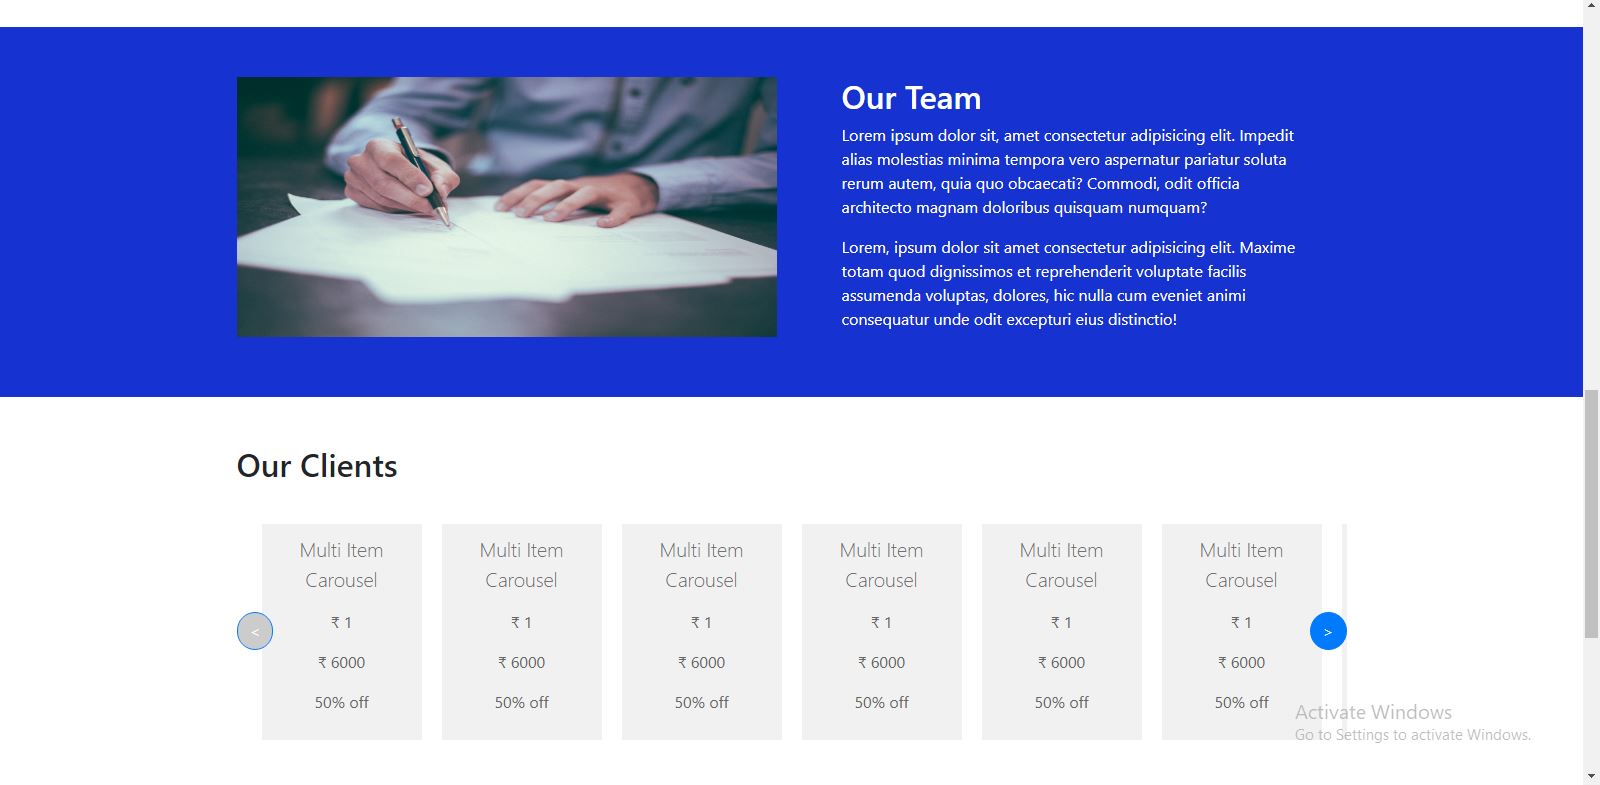 Our Team
Lorem ipsum dolor sit, amet consectetur adipisicing elit. Impedit
alias molestias minima tempora vero aspernatur pariatur soluta
rerum autem, quia quo obcaecati? Commodi, odit officia
architecto magnam doloribus quisquam numquam?
Lorem, ipsum dolor sit amet consectetur adipisicing elit. Maxime
totam quod dignissimos et reprehenderit voluptate facilis
assumenda voluptas, dolores, hic nulla cum eveniet animi
consequatur unde odit excepturi eius distinctio!
Our Clients
<
Multi Item
Carousel
₹ 1
₹ 6000
50% off
Multi Item
Carousel
₹ 1
₹ 6000
50% off
Multi Item
Carousel
₹ 1
₹ 6000
50% off
Multi Item
Carousel
₹ 1
₹ 6000
50% off
Multi Item
Carousel
₹ 1
₹ 6000
50% off
Multi Item
Carousel
₹ 1
₹ 6000
50% off
>
Activate Windows
Go to Settings to activate Windows.